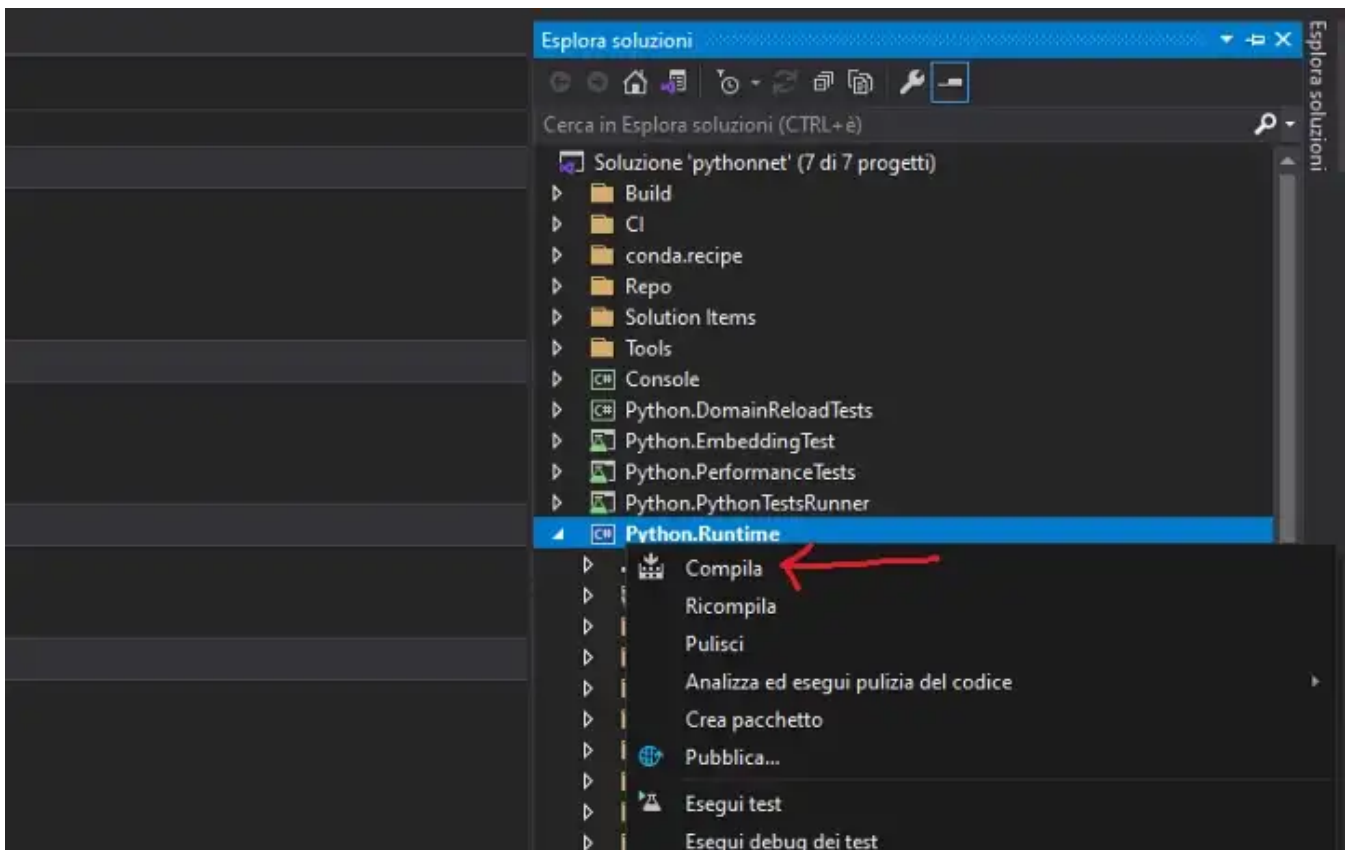 Esplora soluzioni
Esplora soluzioni
Cerca in Esplora soluzioni (CTRL+è)
Soluzione 'pythonnet' (7 di 7 progetti)
Build
CI
conda.recipe
Repo
Solution Items
Tools
C# Console
C# Python.DomainReloadTests
Python.EmbeddingTest
Python.PerformanceTests
Python.PythonTestsRunner
C# Python.Runtime
Compila
Ricompila
Pulisci
Analizza ed esegui pulizia del codice
Crea pacchetto
Pubblica...
Esegui test
Esegui debug dei test